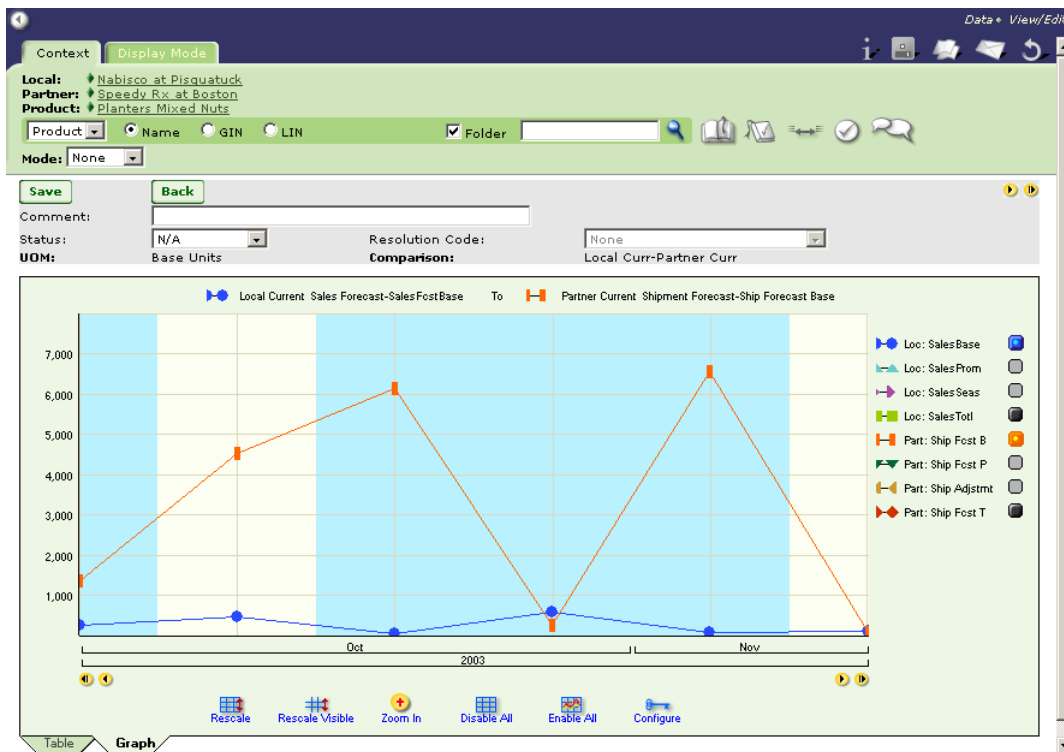 Data • View/Edit
Context Display Mode
Local: Nabisco at Pisquatuck
Partner: Speedy Rx at Boston
Product: Planters Mixed Nuts
Product Name GIN LIN Folder
Mode: None
Save Back
Comment:
Status: N/A Resolution Code: None
UOM: Base Units Comparison: Local Curr-Partner Curr
Local Current Sales Forecast-SalesFcstBase To Partner Current Shipment Forecast-Ship Forecast Base
7,000
6,000
5,000
4,000
3,000
2,000
1,000
Loc: SalesBase
Loc: SalesProm
Loc: SalesSeas
Loc: SalesTotl
Part: Ship Fcst B
Part: Ship Fcst P
Part: Ship Adjstmt
Part: Ship Fcst T
Oct Nov
2003
Rescale Rescale Visible Zoom In Disable All Enable All Configure
Table Graph